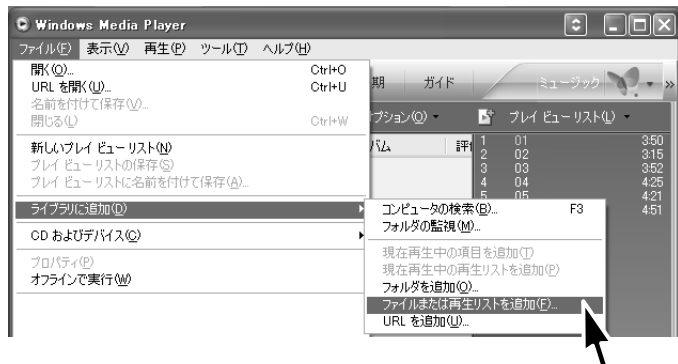 Windows Media Player
ファイル(F) 表示(V) 再生(P) ツール(T) ヘルプ(H)
開く(O)... Ctrl+O
URL を開く(U)... Ctrl+U
名前を付けて保存(V)...
閉じる(L) Ctrl+W
新しいプレイ ビュー リスト(N)
プレイ ビュー リストの保存(S)
プレイ ビュー リストに名前を付けて保存(A)...
ライブラリに追加(D)
CD およびデバイス(C)
プロパティ(P)
オフラインで実行(W)
期 ガイド ミュージック »
プション(O) プレイ ビュー リスト(L)
バム 評
1 01 3:50
2 02 3:15
3 03 3:52
4 04 4:25
5 05 4:21
4:51
コンピュータの検索(B)... F3
フォルダの監視(M)...
現在再生中の項目を追加(T)
現在再生中の再生リストを追加(P)
フォルダを追加(O)...
ファイルまたは再生リストを追加(F)...
URL を追加(U)...